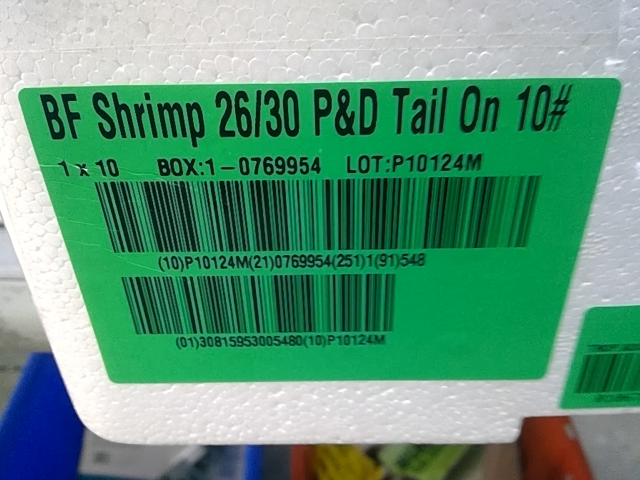 BF Shrimp 26/30 P&D Tail On 10#
1 x 10 BOX:1-0769954 LOT:P10124M
(10)P10124M(21)0769954(251)1(91)548
(01)30815953005480(10)P10124M